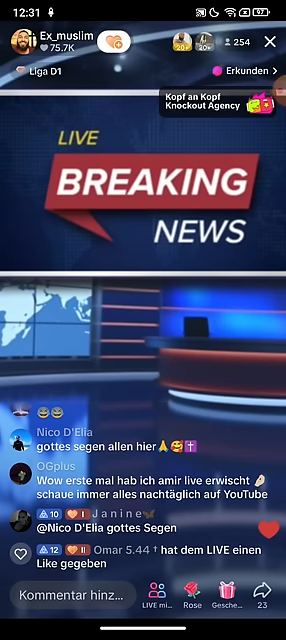 12:31
97
Ex_muslim
75.7K
20+
20+
254
Liga D1
Erkunden >
Kopf an Kopf
Knockout Agency
LIVE
BREAKING
NEWS
Nico D'Elia
gottes segen allen hier🙏🥰✝️
OGplus
Wow erste mal hab ich amir live erwischt 🤌🏻
schaue immer alles nachtäglich auf YouTube
10 I J a n i n e🦋
@Nico D'Elia gottes Segen
12 II Omar 5.44 † hat dem LIVE einen
Like gegeben
Kommentar hinz...
LIVE mi...
Rose
Gesche...
23